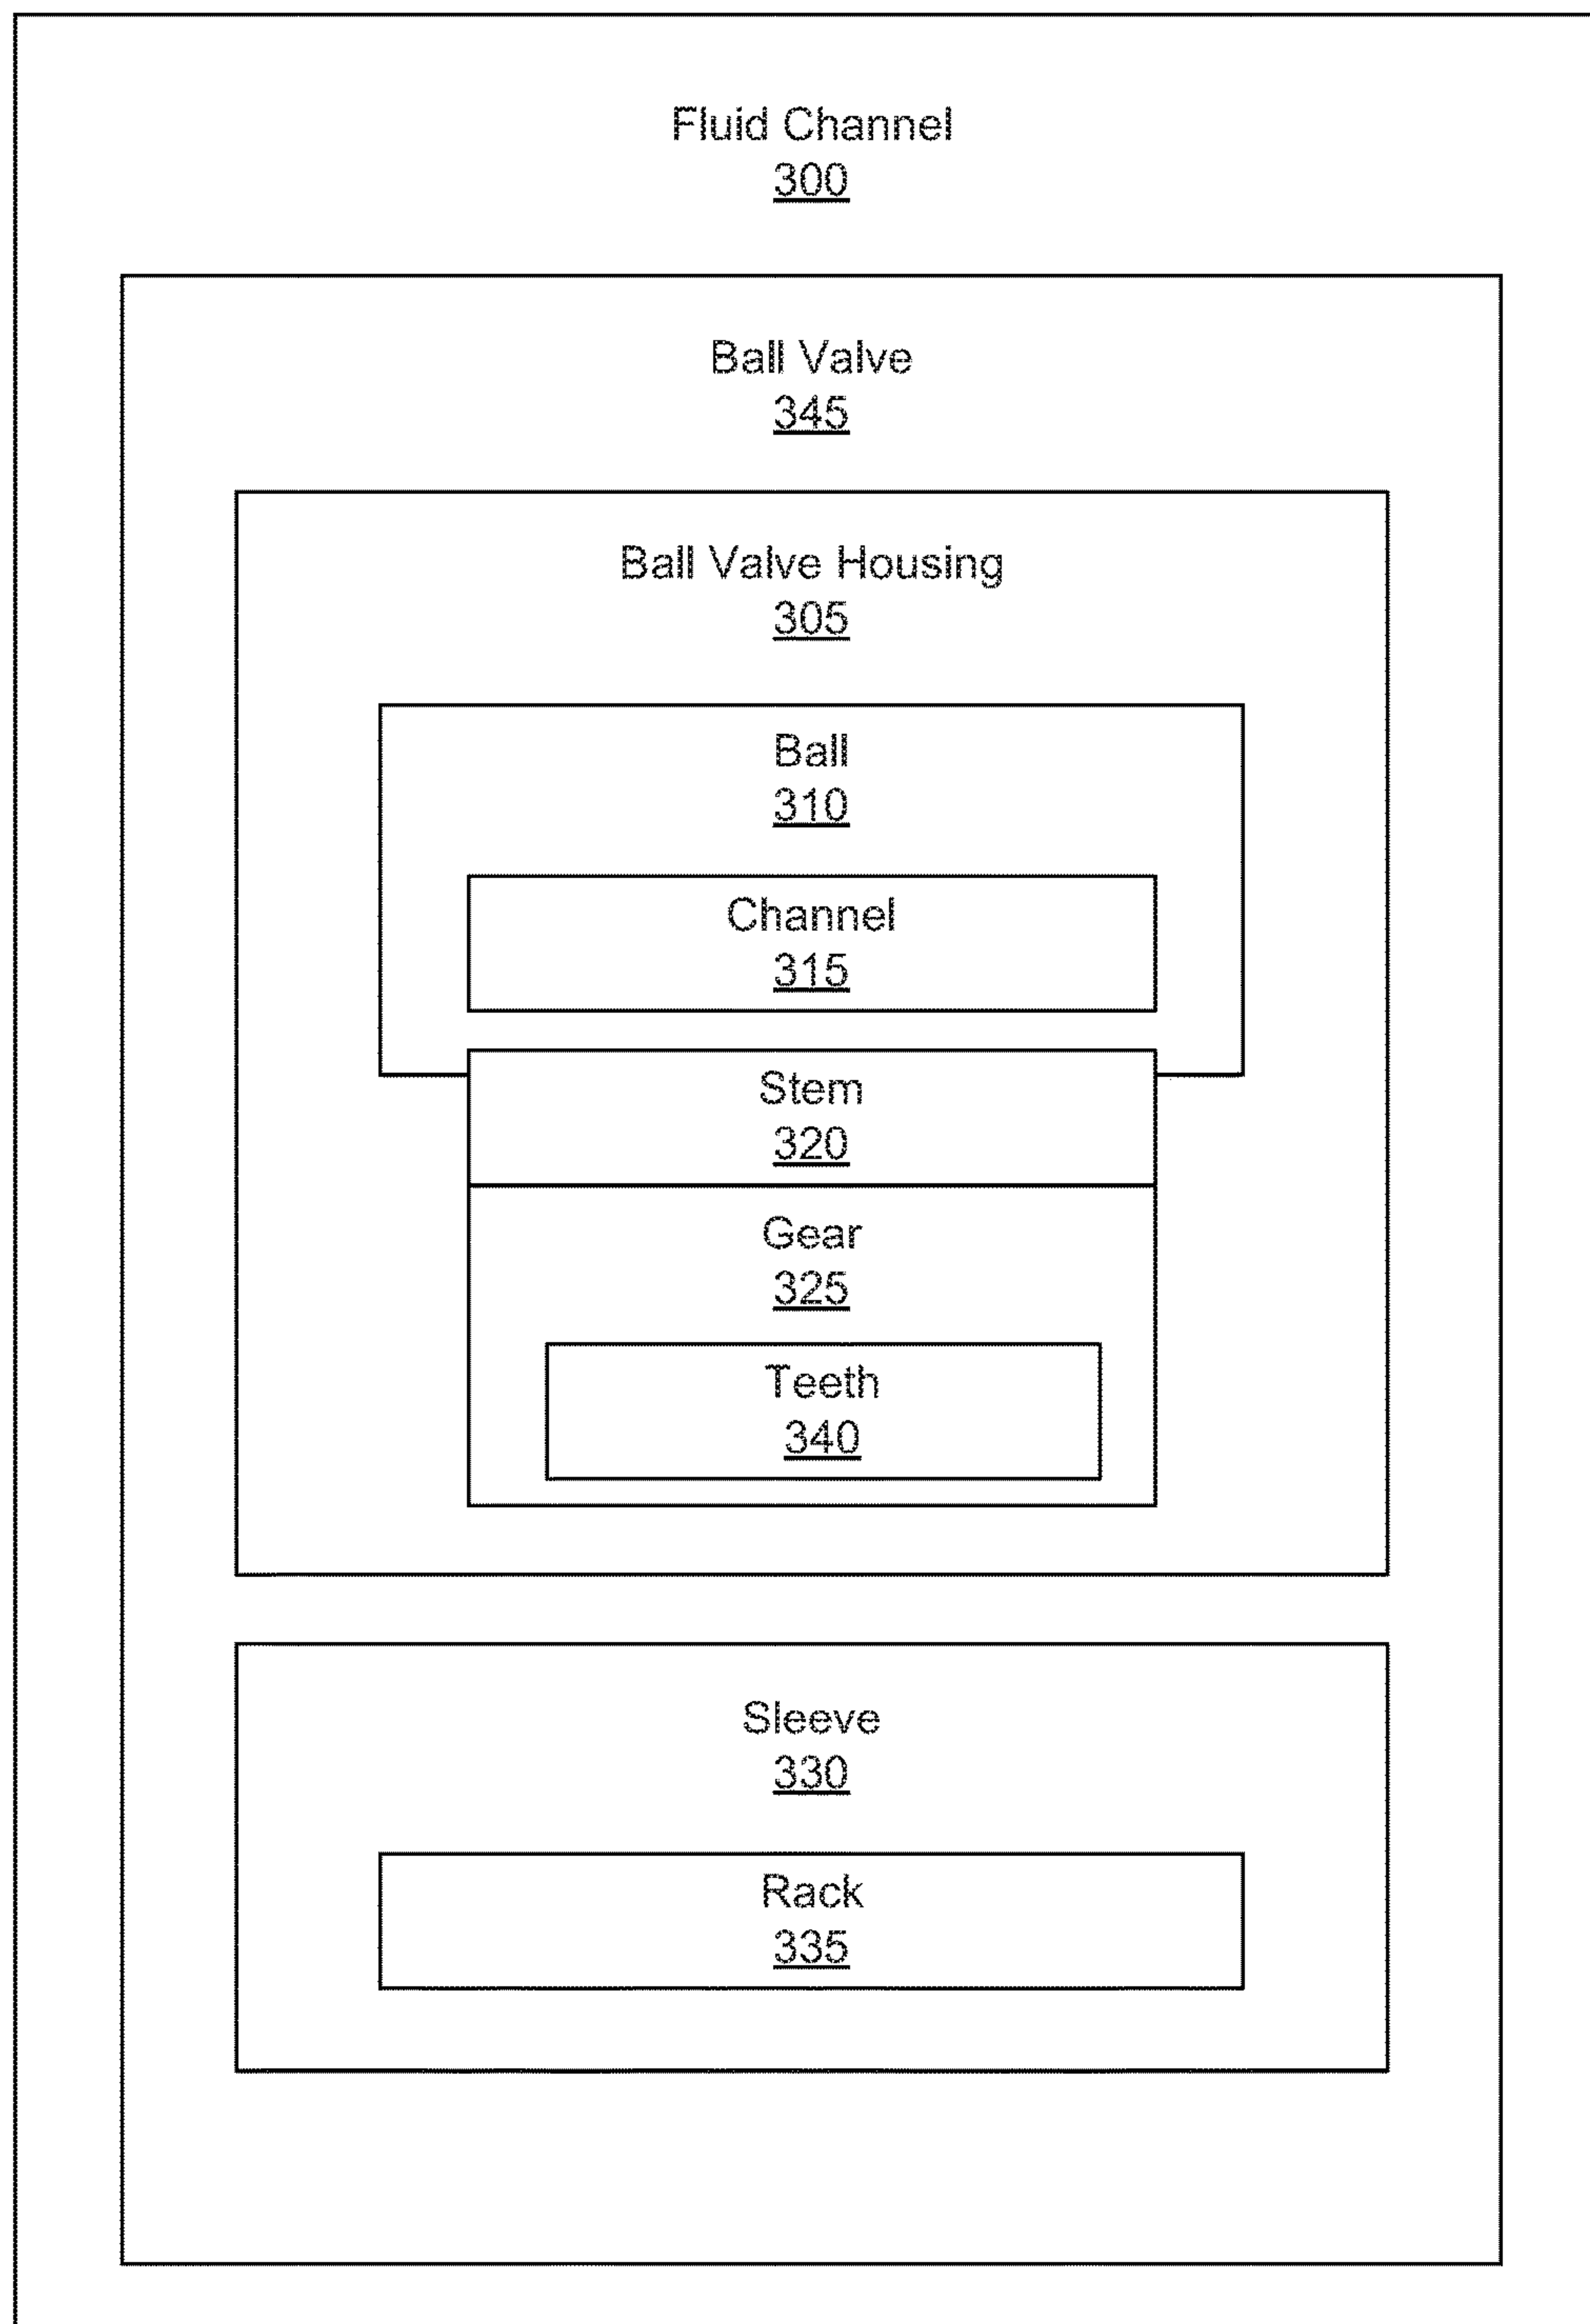 Fluid Channel
300
Ball Valve
345
Ball Valve Housing
305
Ball
310
Channel
315
Stem
320
Gear
325
Teeth
340
Sleeve
330
Rack
335